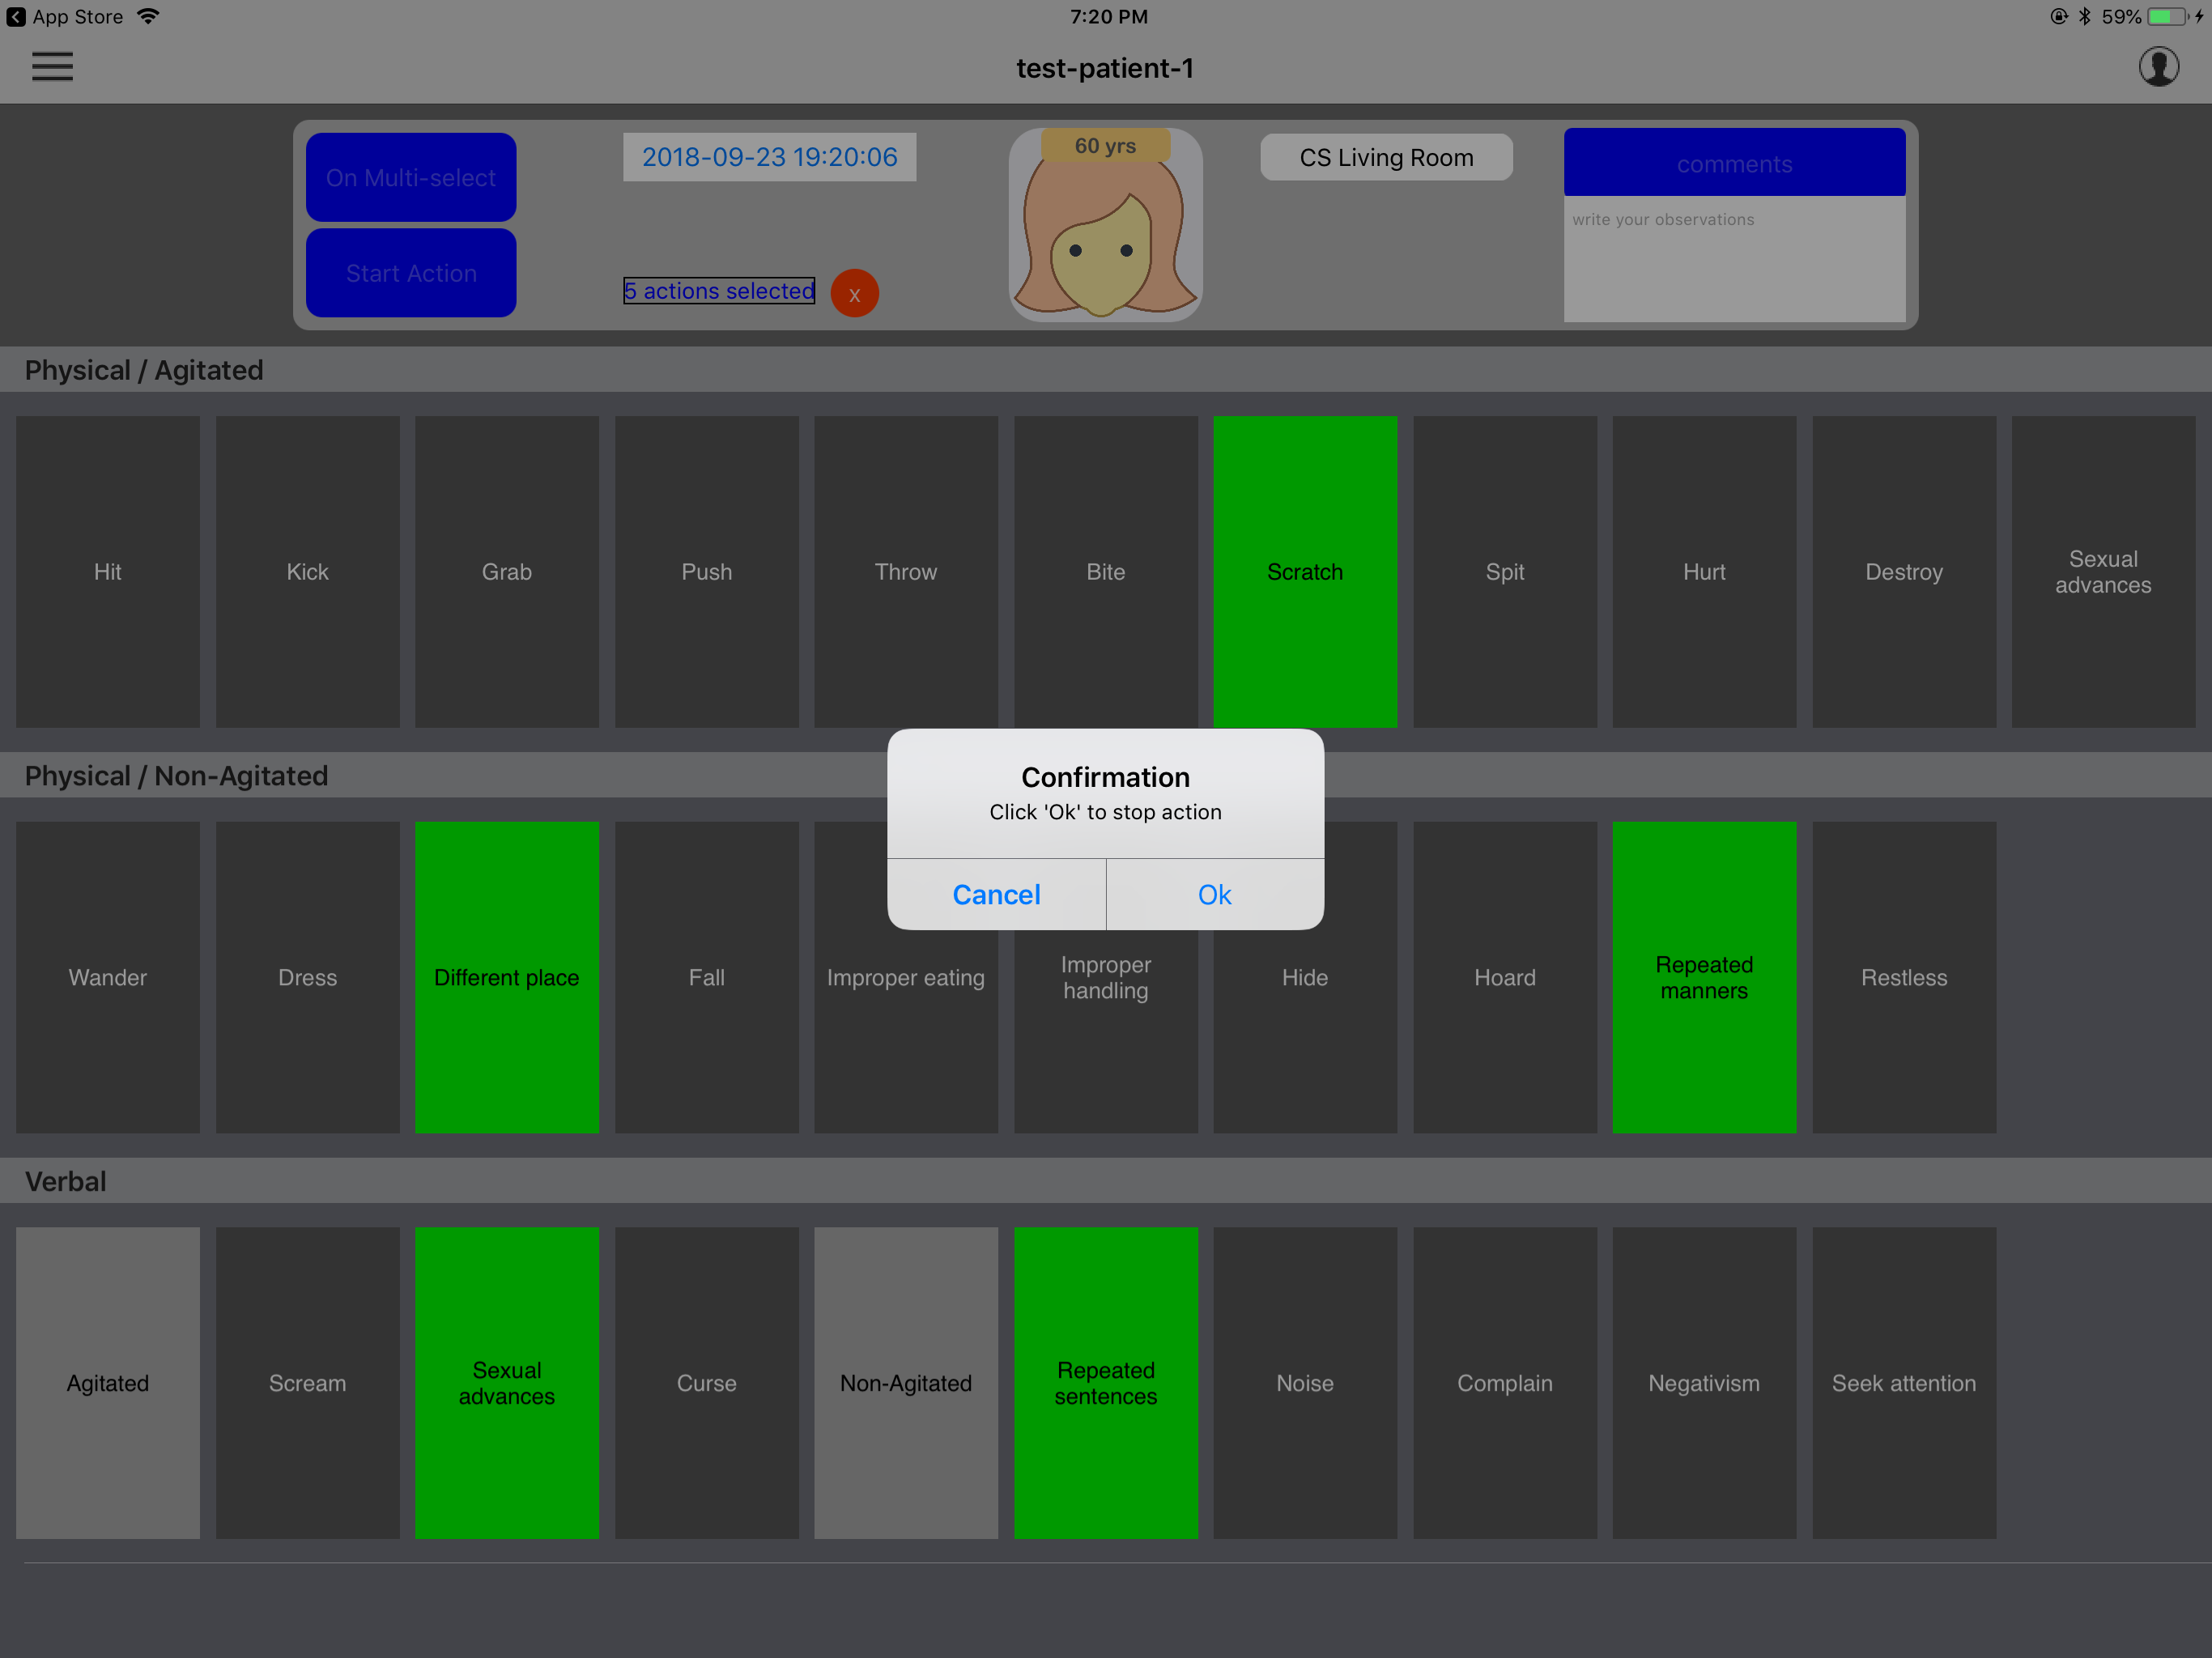 App Store
7:20 PM
59%
test-patient-1
On Multi-select
Start Action
2018-09-23 19:20:06
5 actions selected
x
60 yrs
CS Living Room
comments
write your observations
Physical / Agitated
Hit
Kick
Grab
Push
Throw
Bite
Scratch
Spit
Hurt
Destroy
Sexual
advances
Physical / Non-Agitated
Confirmation
Click 'Ok' to stop action
Cancel
Ok
Wander
Dress
Different place
Fall
Improper eating
Improper
handling
Hide
Hoard
Repeated
manners
Restless
Verbal
Agitated
Scream
Sexual
advances
Curse
Non-Agitated
Repeated
sentences
Noise
Complain
Negativism
Seek attention